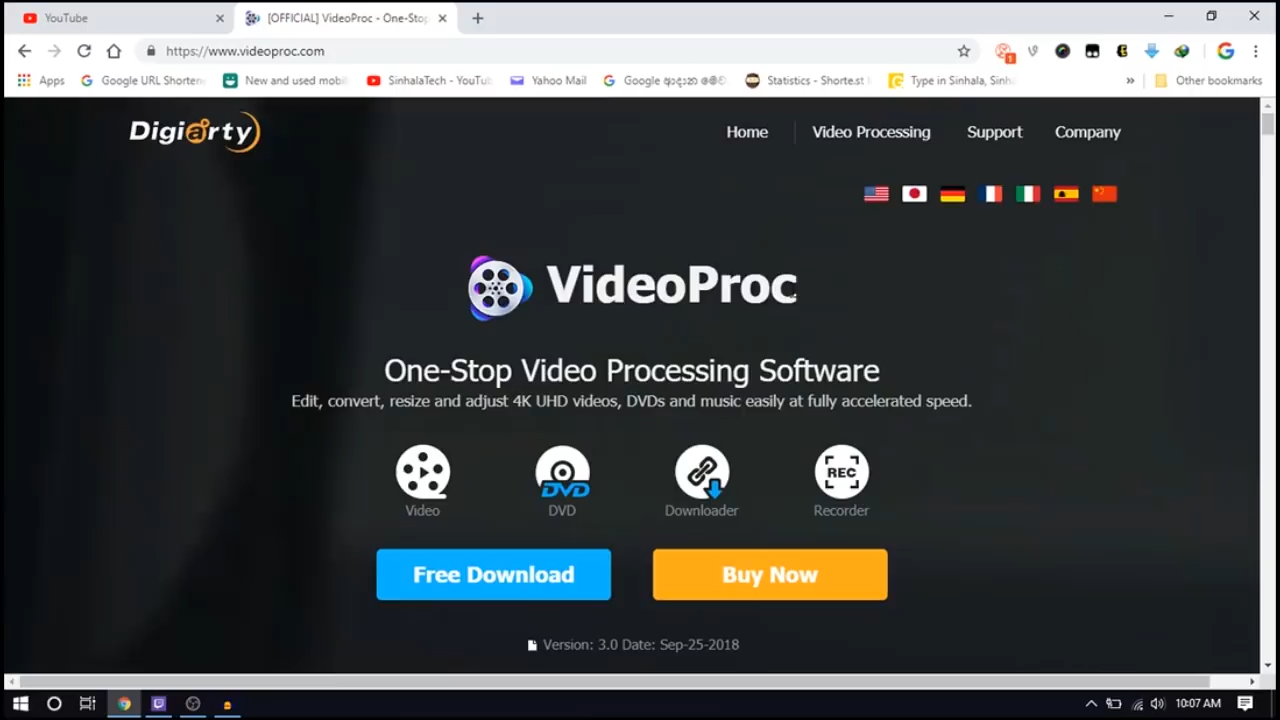 YouTube
[OFFICIAL] VideoProc - One-Stop
https://www.videoproc.com
1
Apps
Google URL Shortene
New and used mobi
SinhalaTech - YouTub
Yahoo Mail
Google
Statistics - Shorte.st
Type in Sinhala, Sinh
»
Other bookmarks
Digiarty
Home
Video Processing
Support
Company
VideoProc
One-Stop Video Processing Software
Edit, convert, resize and adjust 4K UHD videos, DVDs and music easily at fully accelerated speed.
DVD
REC
Video
DVD
Downloader
Recorder
Free Download
Buy Now
Version: 3.0 Date: Sep-25-2018
10:07 AM